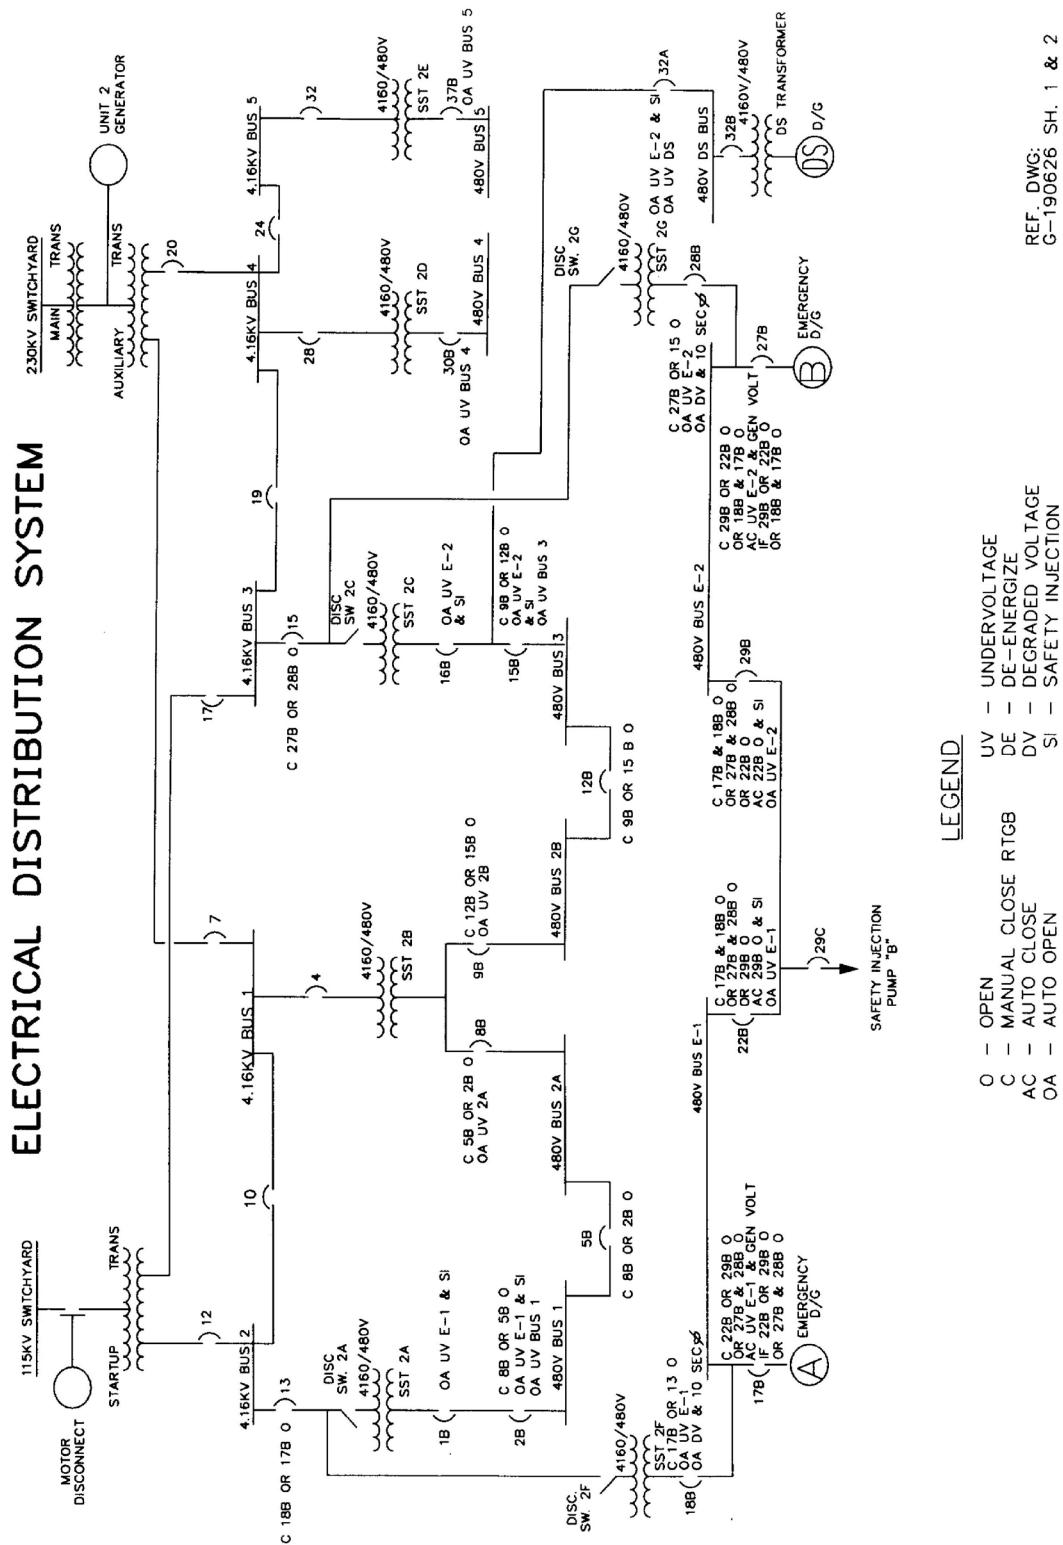 ELECTRICAL DISTRIBUTION SYSTEM
115KV SWITCHYARD
MOTOR
DISCONNECT
STARTUP
TRANS
12
4.16KV BUS 2
13
C 18B OR 17B O
DISC
SW. 2A
4160/480V
SST 2A
1B
OA UV E-1 & SI
2B
C 8B OR 5B O
OA UV E-1 & SI
OA UV BUS 1
480V BUS 1
5B
C 8B OR 2B O
DISC.
SW. 2F
4160/480V
SST 2F
18B
C 17B OR 13 O
OA UV E-1
OA DV & 10 SEC
17B
C 22B OR 29B O
OR 27B & 28B O
AC UV E-1 & GEN VOLT
IF 22B OR 29B O
OR 27B & 28B O
A
EMERGENCY
D/G
10
4.16KV BUS 1
7
4
4160/480V
SST 2B
8B
C 5B OR 2B O
OA UV 2A
9B
C 12B OR 15B O
OA UV 2B
480V BUS 2A
480V BUS 2B
12B
C 9B OR 15 B O
480V BUS E-1
22B
C 17B & 18B O
OR 27B & 28B O
OR 29B O
AC 29B O & SI
OA UV E-1
29C
SAFETY INJECTION
PUMP "B"
17
4.16KV BUS 3
15
C 27B OR 28B O
DISC
SW 2C
4160/480V
SST 2C
16B
OA UV E-2
& SI
15B
C 9B OR 12B O
OA UV E-2
& SI
OA UV BUS 3
480V BUS 3
480V BUS E-2
29B
C 17B & 18B O
OR 27B & 28B O
OR 22B O
AC 22B O & SI
OA UV E-2
19
230KV SWITCHYARD
MAIN
TRANS
UNIT 2
GENERATOR
AUXILIARY
TRANS
20
4.16KV BUS 4
24
4.16KV BUS 5
28
4160/480V
SST 2D
30B
OA UV BUS 4
480V BUS 4
32
4160/480V
SST 2E
37B
OA UV BUS 5
480V BUS 5
DISC
SW. 2G
4160/480V
SST 2G
28B
C 27B OR 15 O
OA UV E-2
OA DV & 10 SEC
27B
C 29B OR 22B O
OR 18B & 17B O
AC UV E-2 & GEN VOLT
IF 29B OR 22B O
OR 18B & 17B O
B
EMERGENCY
D/G
32A
OA UV E-2 & SI
OA UV DS
480V DS BUS
32B
4160V/480V
DS TRANSFORMER
DS
D/G
LEGEND
O - OPEN
C - MANUAL CLOSE RTGB
AC - AUTO CLOSE
OA - AUTO OPEN
UV - UNDERVOLTAGE
DE - DE-ENERGIZE
DV - DEGRADED VOLTAGE
SI - SAFETY INJECTION
REF. DWG:
G-190626 SH. 1 & 2